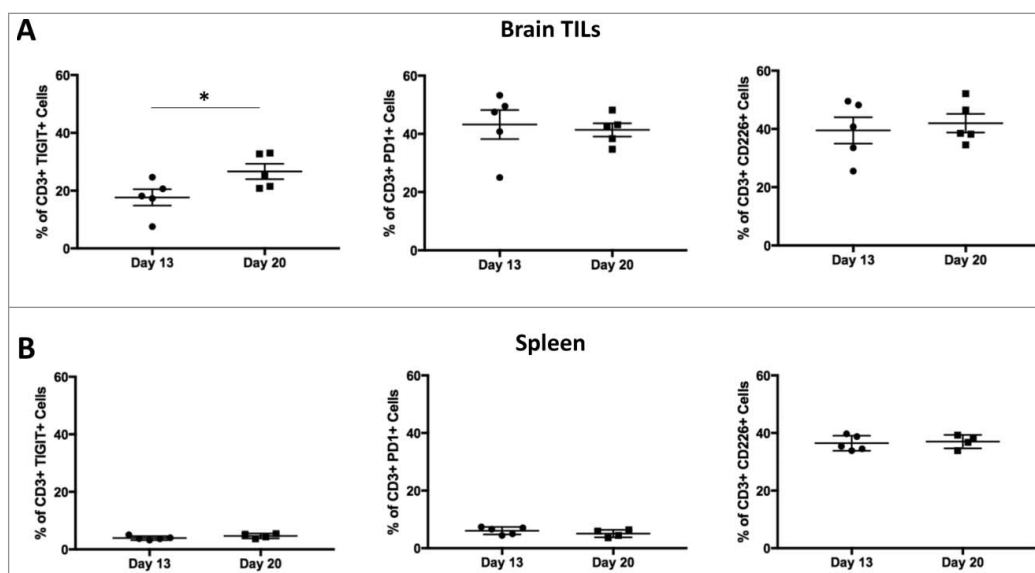 A
Brain TILs
% of CD3+ TIGIT+ Cells
60
40
20
0
*
Day 13
Day 20
% of CD3+ PD1+ Cells
60
40
20
0
Day 13
Day 20
% of CD3+ CD226+ Cells
60
40
20
0
Day 13
Day 20
B
Spleen
% of CD3+ TIGIT+ Cells
60
40
20
0
Day 13
Day 20
% of CD3+ PD1+ Cells
60
40
20
0
Day 13
Day 20
% of CD3+ CD226+ Cells
60
40
20
0
Day 13
Day 20